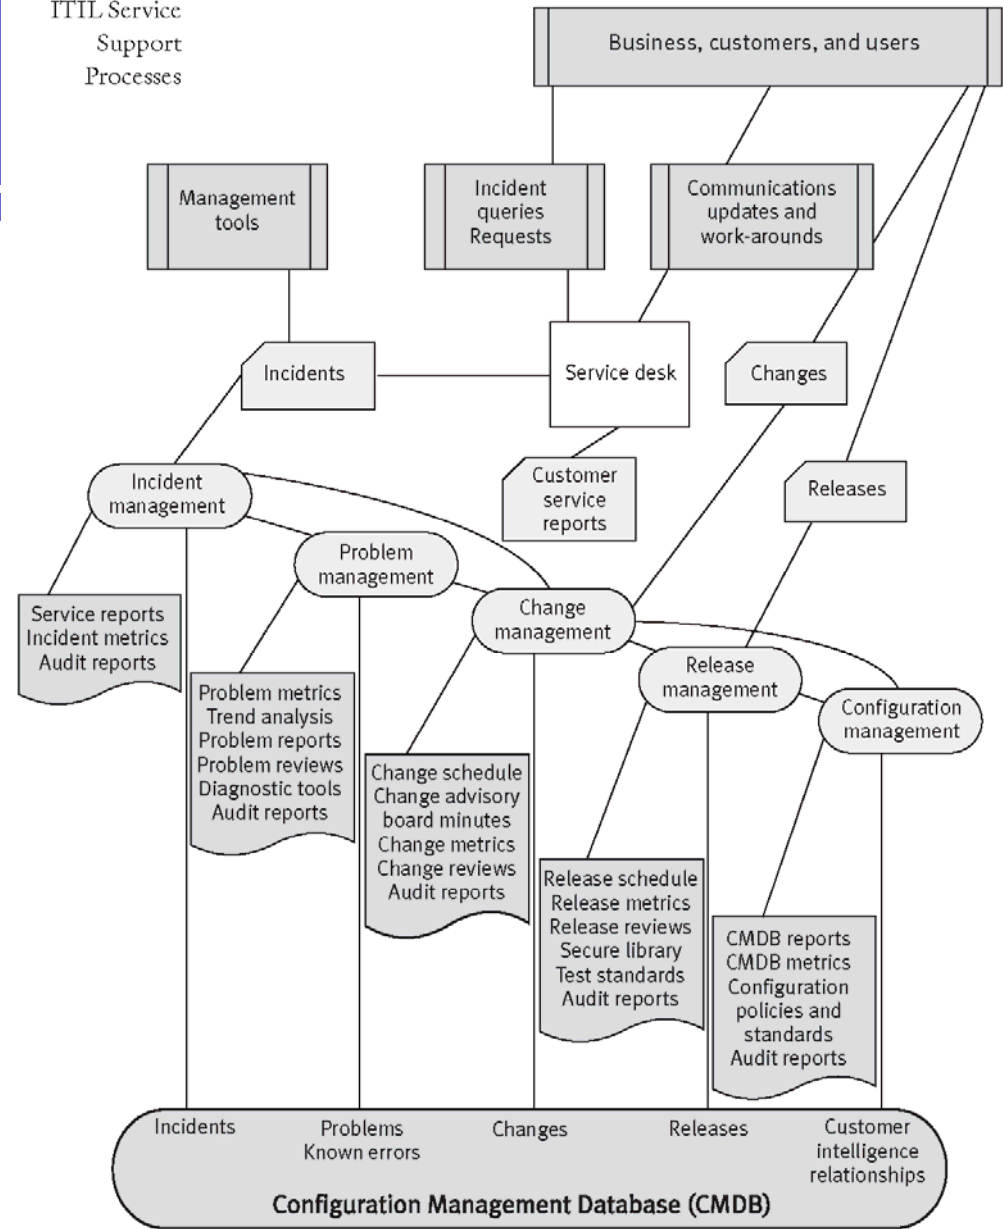 ITIL Service
Support
Processes
Business, customers, and users
Management
tools
Incident
queries
Requests
Communications
updates and
work-arounds
Incidents
Service desk
Changes
Customer
service
reports
Releases
Incident
management
Problem
management
Change
management
Release
management
Configuration
management
Service reports
Incident metrics
Audit reports
Problem metrics
Trend analysis
Problem reports
Problem reviews
Diagnostic tools
Audit reports
Change schedule
Change advisory
board minutes
Change metrics
Change reviews
Audit reports
Release schedule
Release metrics
Release reviews
Secure library
Test standards
Audit reports
CMDB reports
CMDB metrics
Configuration
policies and
standards
Audit reports
Incidents
Problems
Known errors
Changes
Releases
Customer
intelligence
relationships
Configuration Management Database (CMDB)